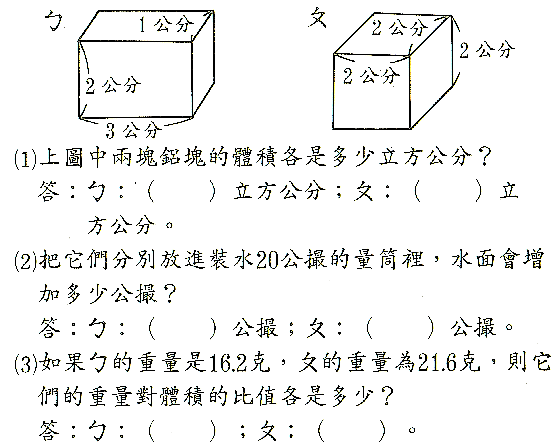 ㄅ 1公分 ㄆ 2公分
2公分 2公分 2公分
3公分
(1)上圖中兩塊鋁塊的體積各是多少立方公分？
答：ㄅ：（　　）立方公分；ㄆ：（　　）立
方公分。
(2)把它們分別放進裝水20公撮的量筒裡，水面會增
加多少公撮？
答：ㄅ：（　　）公撮；ㄆ：（　　）公撮。
(3)如果ㄅ的重量是16.2克，ㄆ的重量為21.6克，則它
們的重量對體積的比值各是多少？
答：ㄅ：（　　）；ㄆ：（　　）。